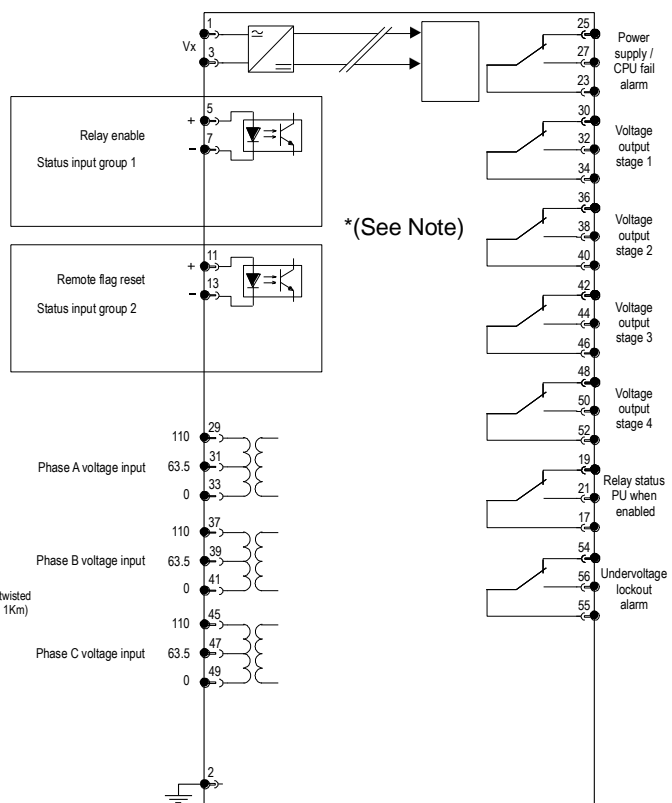 1
Vx
3
5
+
Relay enable
7
−
Status input group 1
11
+
Remote flag reset
13
−
Status input group 2
*(See Note)
29
110
31
Phase A voltage input 63.5
33
0
37
110
39
Phase B voltage input 63.5
41
0
twisted
1Km)
45
110
47
Phase C voltage input 63.5
49
0
2
25
27
23
Power
supply /
CPU fail
alarm
30
32
34
Voltage
output
stage 1
36
38
40
Voltage
output
stage 2
42
44
46
Voltage
output
stage 3
48
50
52
Voltage
output
stage 4
19
21
17
Relay status
PU when
enabled
54
56
55
Undervoltage
lockout
alarm